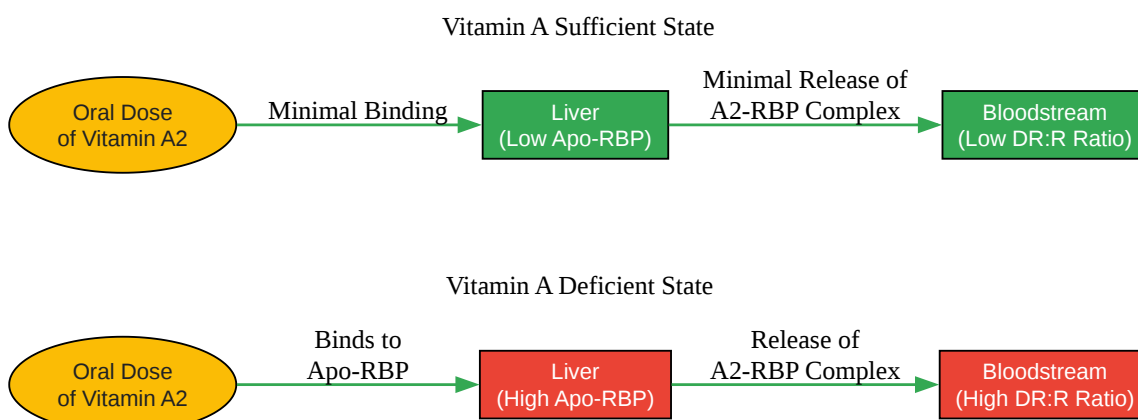 Vitamin A Sufficient State
Oral Dose
of Vitamin A2
Minimal Binding
Liver
(Low Apo-RBP)
Minimal Release of
A2-RBP Complex
Bloodstream
(Low DR:R Ratio)
Vitamin A Deficient State
Oral Dose
of Vitamin A2
Binds to
Apo-RBP
Liver
(High Apo-RBP)
Release of
A2-RBP Complex
Bloodstream
(High DR:R Ratio)